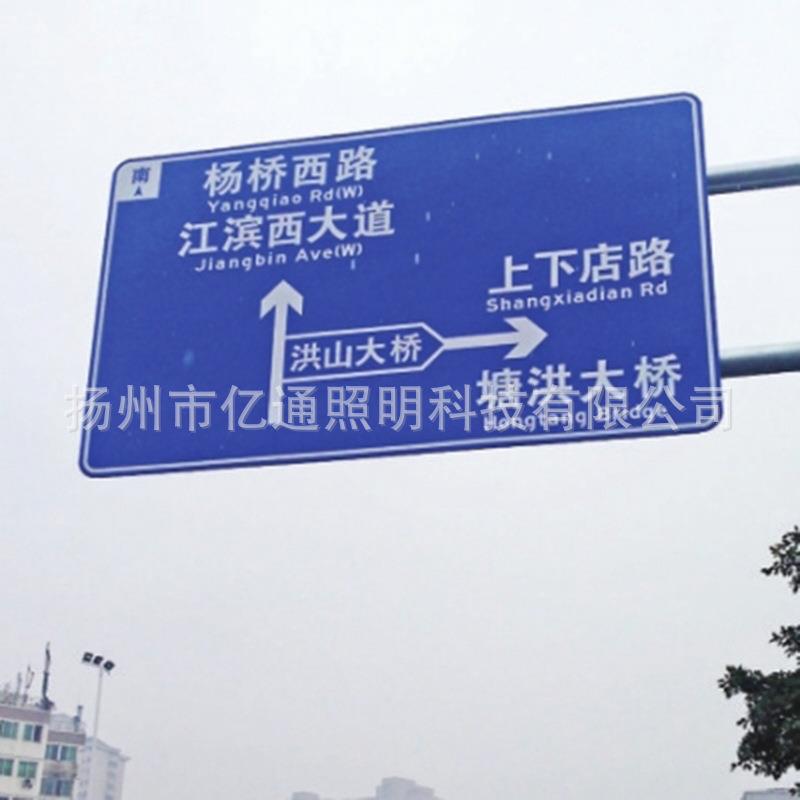 南
杨桥西路
Yangqiao Rd(W)
江滨西大道
Jiangbin Ave(W)
上下店路
Shangxiadian Rd
洪山大桥
塘洪大桥
Hongtang Bridge
扬州市亿通照明科技有限公司